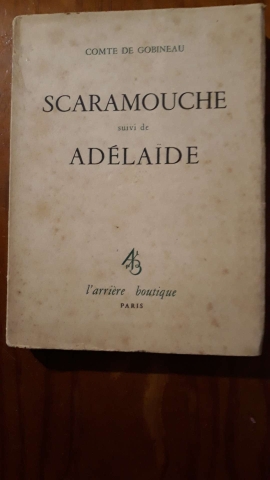 COMTE DE GOBINEAU
SCARAMOUCHE
suivi de
ADÉLAÏDE
l'arrière boutique
PARIS